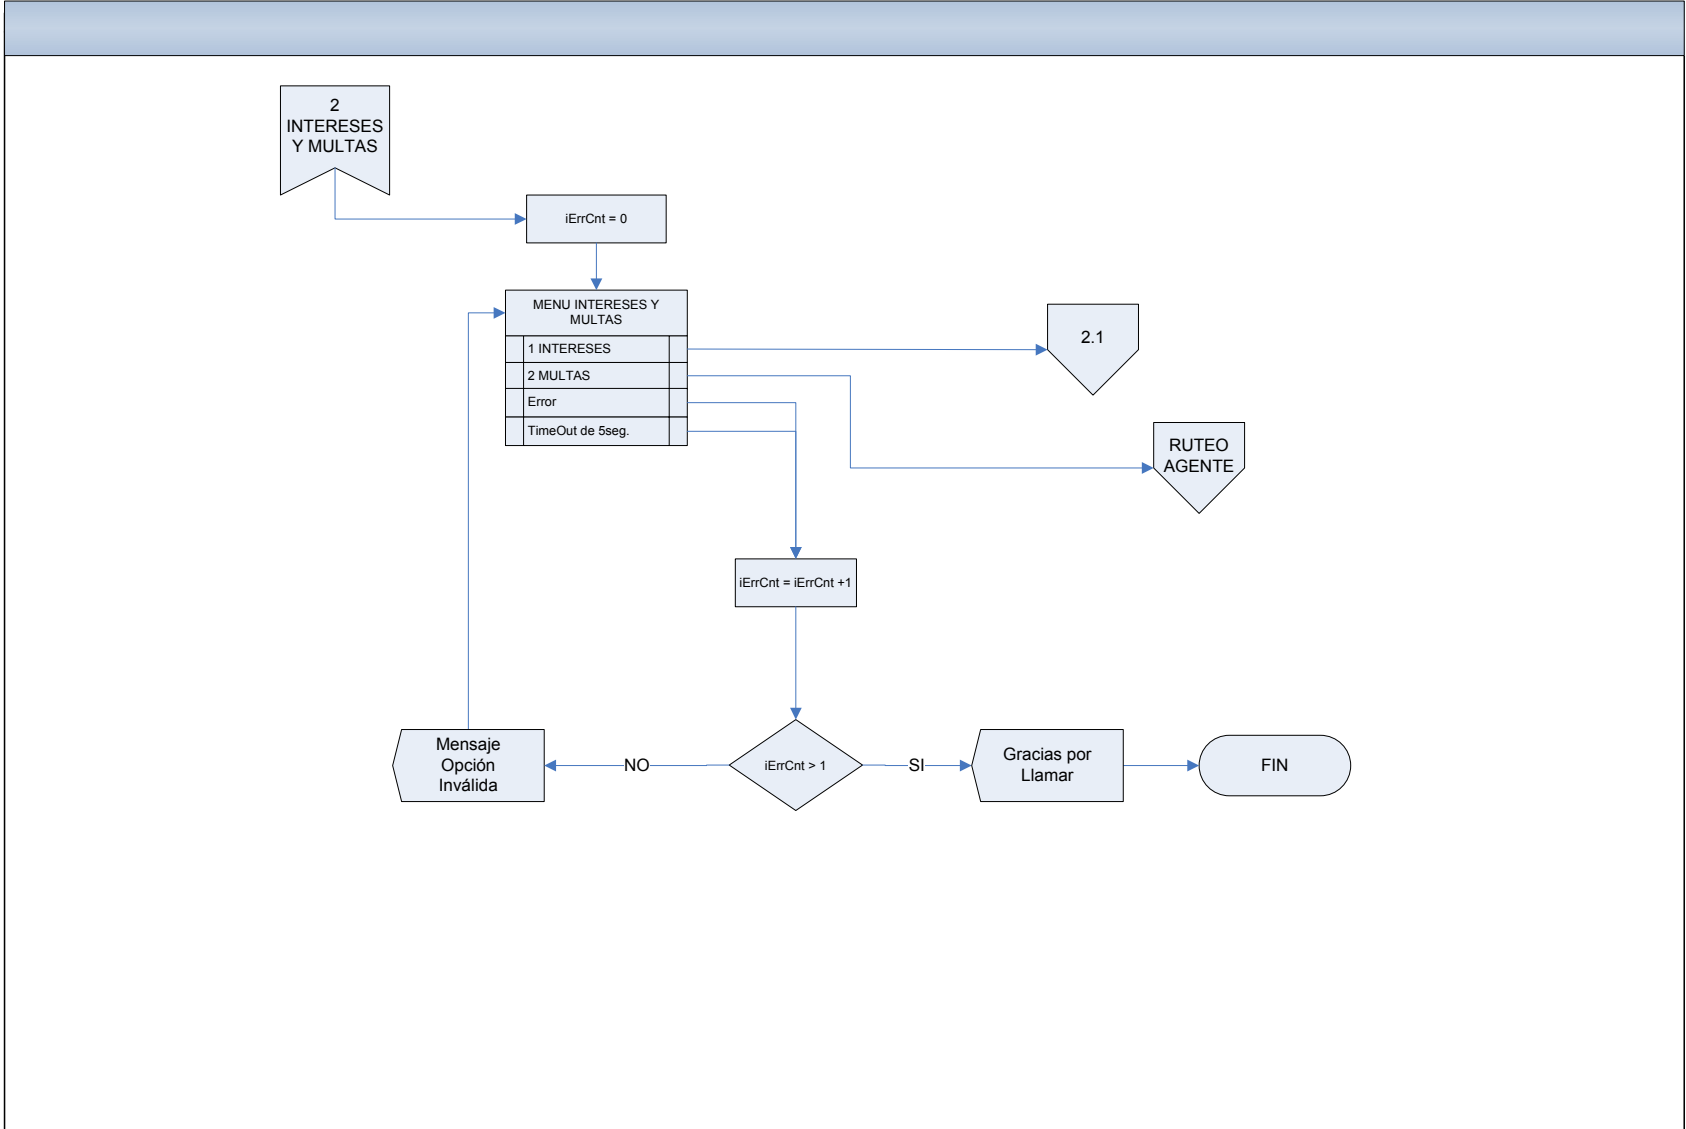 2
INTERESES
Y MULTAS
iErrCnt = 0
MENU INTERESES Y
MULTAS
1 INTERESES
2 MULTAS
Error
TimeOut de 5seg.
2.1
RUTEO
AGENTE
iErrCnt = iErrCnt +1
Mensaje
Opción
Inválida
NO
iErrCnt > 1
SI
Gracias por
Llamar
FIN